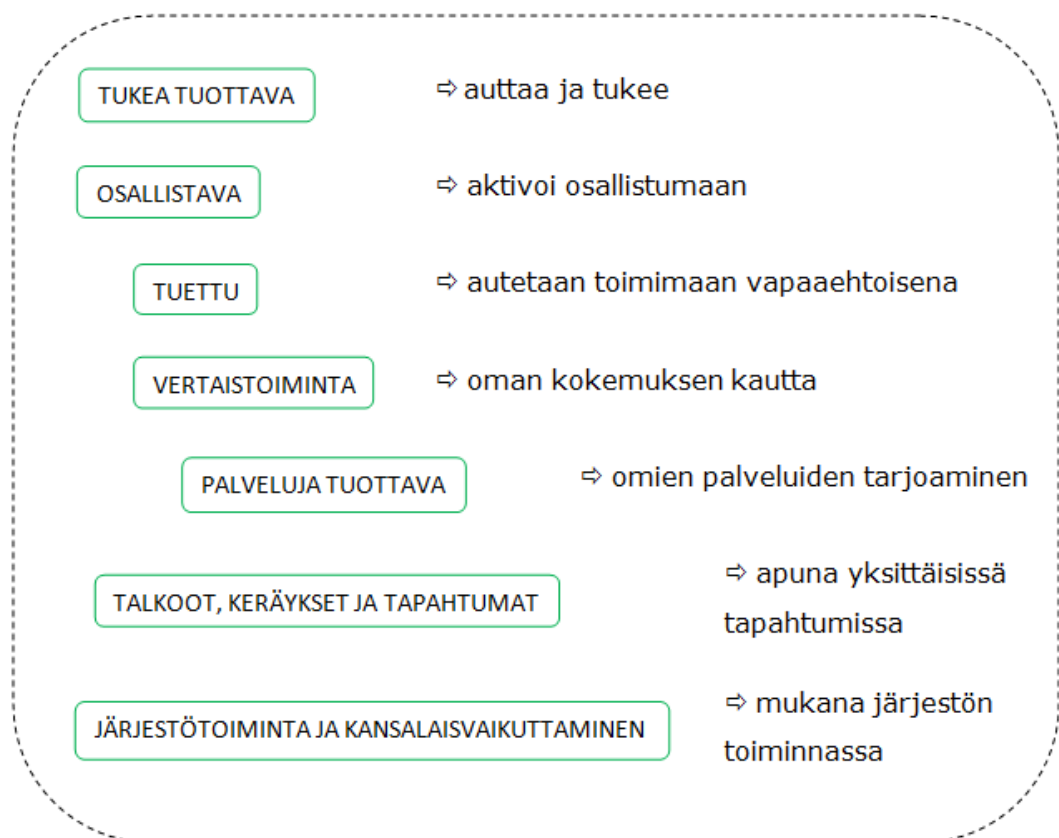 TUKEA TUOTTAVA ⇨ auttaa ja tukee
OSALLISTAVA ⇨ aktivoi osallistumaan
TUETTU ⇨ autetaan toimimaan vapaaehtoisena
VERTAISTOIMINTA ⇨ oman kokemuksen kautta
PALVELUJA TUOTTAVA ⇨ omien palveluiden tarjoaminen
TALKOOT, KERÄYKSET JA TAPAHTUMAT ⇨ apuna yksittäisissä
tapahtumissa
JÄRJESTÖTOIMINTA JA KANSALAISVAIKUTTAMINEN ⇨ mukana järjestön
toiminnassa